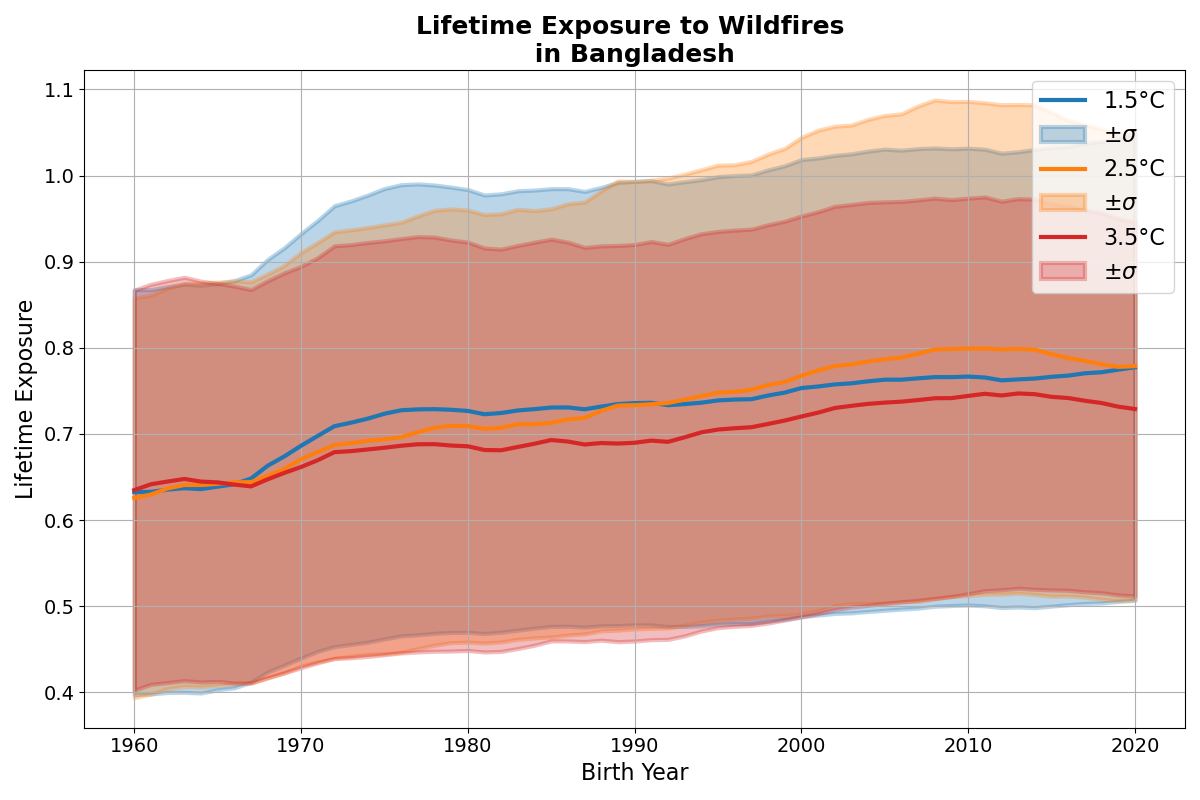 Lifetime Exposure to Wildfires
in Bangladesh
1.1
1.0
0.9
0.8
0.7
0.6
0.5
0.4
Lifetime Exposure
1.5°C
±σ
2.5°C
±σ
3.5°C
±σ
1960
1970
1980
1990
2000
2010
2020
Birth Year